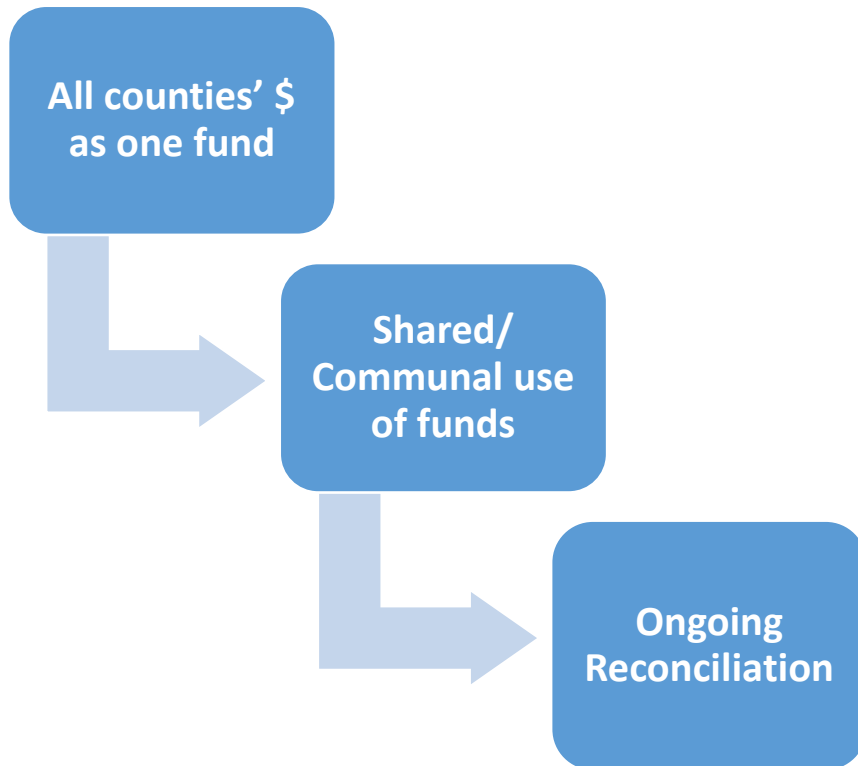 All counties’ $
as one fund
Shared/
Communal use
of funds
Ongoing
Reconciliation